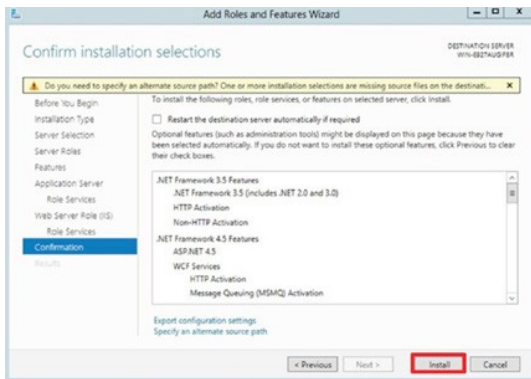 Add Roles and Features Wizard
Confirm installation selections
DESTINATION SERVER
Do you need to specify an alternate source path? One or more installation selections are missing source files on the destinati...
Before You Begin
Installation Type
Server Selection
Server Roles
Features
Application Server
Role Services
Web Server Role (IIS)
Role Services
Confirmation
Results
To install the following roles, role services, or features on selected server, click Install.
Restart the destination server automatically if required
Optional features (such as administration tools) might be displayed on this page because they have
been selected automatically. If you do not want to install these optional features, click Previous to clear
their check boxes.
.NET Framework 3.5 Features
.NET Framework 3.5 (includes .NET 2.0 and 3.0)
HTTP Activation
Non-HTTP Activation
.NET Framework 4.5 Features
ASP.NET 4.5
WCF Services
HTTP Activation
Message Queuing (MSMQ) Activation
Export configuration settings
Specify an alternate source path
< Previous
Next >
Install
Cancel